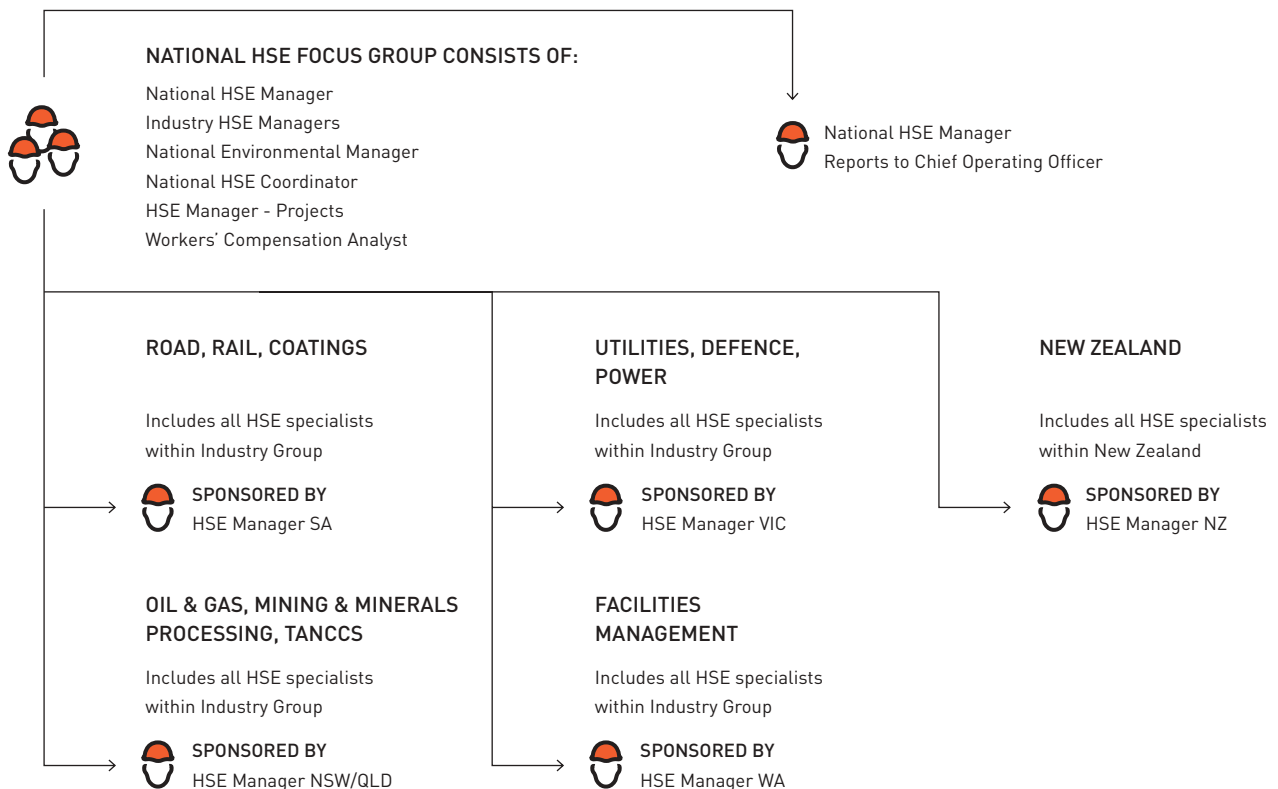 NATIONAL HSE FOCUS GROUP CONSISTS OF:
National HSE Manager
Industry HSE Managers
National Environmental Manager
National HSE Coordinator
HSE Manager - Projects
Workers’ Compensation Analyst
National HSE Manager
Reports to Chief Operating Officer
ROAD, RAIL, COATINGS
Includes all HSE specialists
within Industry Group
SPONSORED BY
HSE Manager SA
UTILITIES, DEFENCE,
POWER
Includes all HSE specialists
within Industry Group
SPONSORED BY
HSE Manager VIC
NEW ZEALAND
Includes all HSE specialists
within New Zealand
SPONSORED BY
HSE Manager NZ
OIL & GAS, MINING & MINERALS
PROCESSING, TANCCS
Includes all HSE specialists
within Industry Group
SPONSORED BY
HSE Manager NSW/QLD
FACILITIES
MANAGEMENT
Includes all HSE specialists
within Industry Group
SPONSORED BY
HSE Manager WA